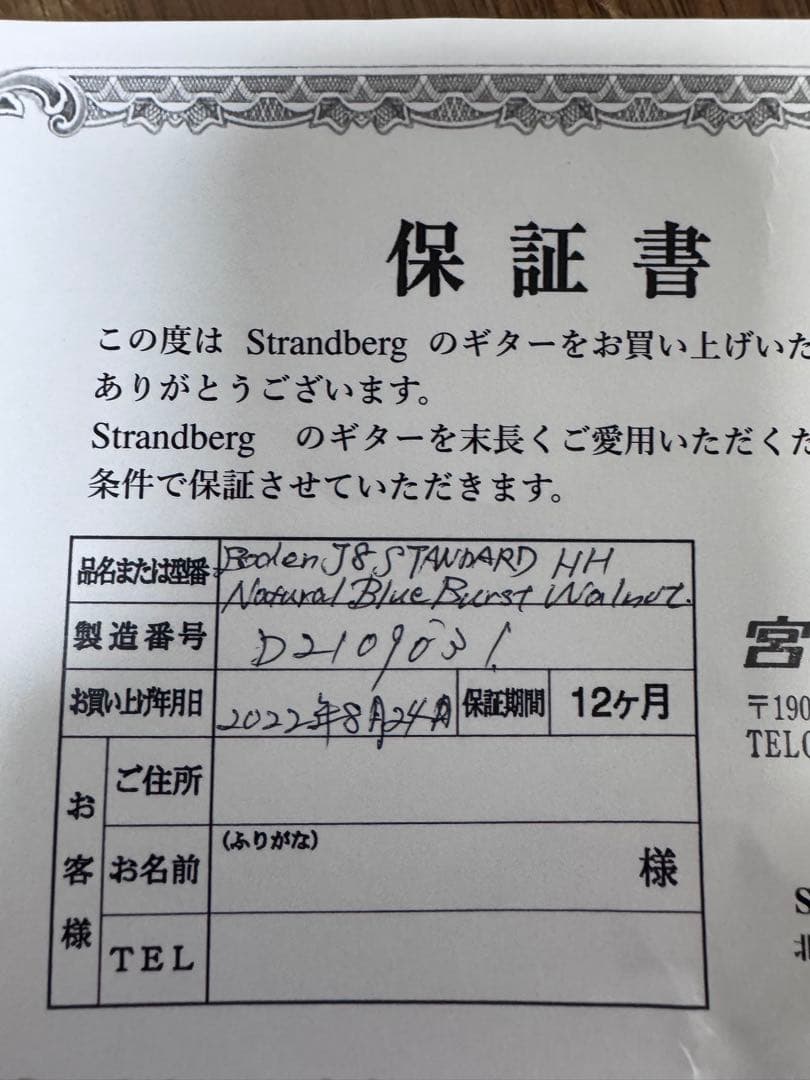 保証書
この度は Strandberg のギターをお買い上げいた
ありがとうございます。
Strandberg のギターを末長くご愛用いただくた
条件で保証させていただきます。
品名または型番 Boden J8 STANDARD HH
Natural Blue Burst Walnut.
製造番号 D2109031
お買い上げ年月日 2022年8月24日 保証期間 12ヶ月
お客様
ご住所
お名前 (ふりがな) 様
TEL
宮
〒190
TEL0
S
北